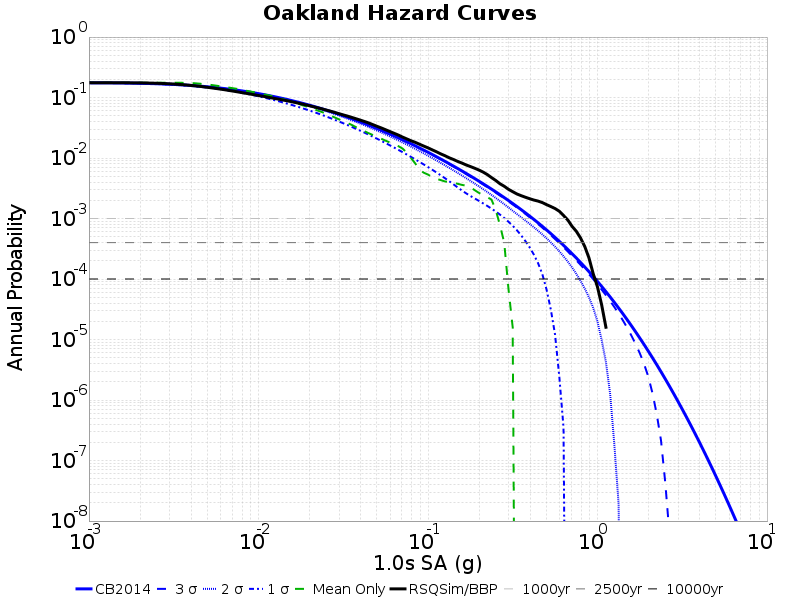 Oakland Hazard Curves
Annual Probability
10^0
10^-1
10^-2
10^-3
10^-4
10^-5
10^-6
10^-7
10^-8
10^-3 10^-2 10^-1 10^0 10^1
1.0s SA (g)
CB2014 3 σ 2 σ 1 σ Mean Only RSQSim/BBP 1000yr 2500yr 10000yr